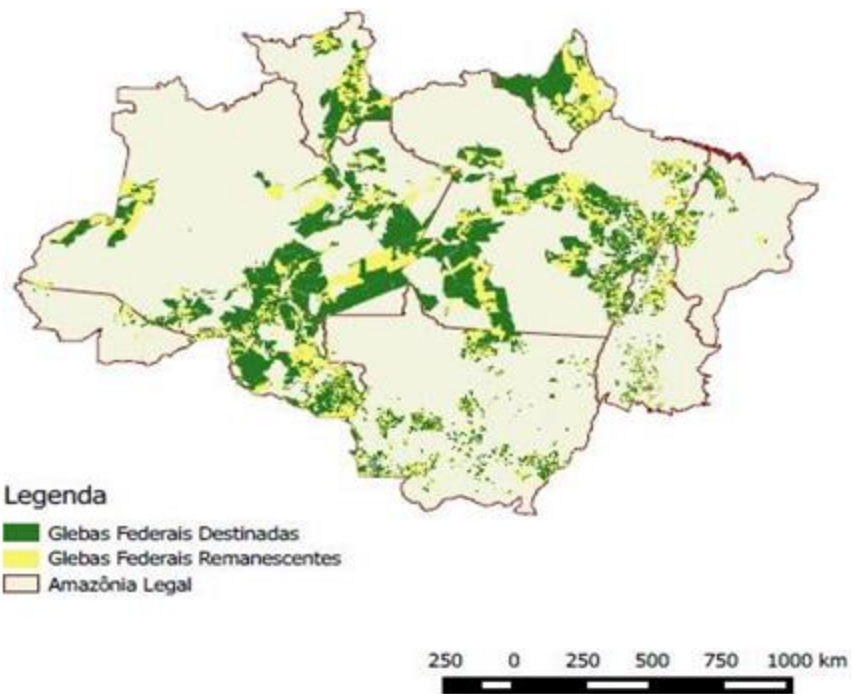 Legenda
Glebas Federais Destinadas
Glebas Federais Remanescentes
Amazônia Legal
250 0 250 500 750 1000 km